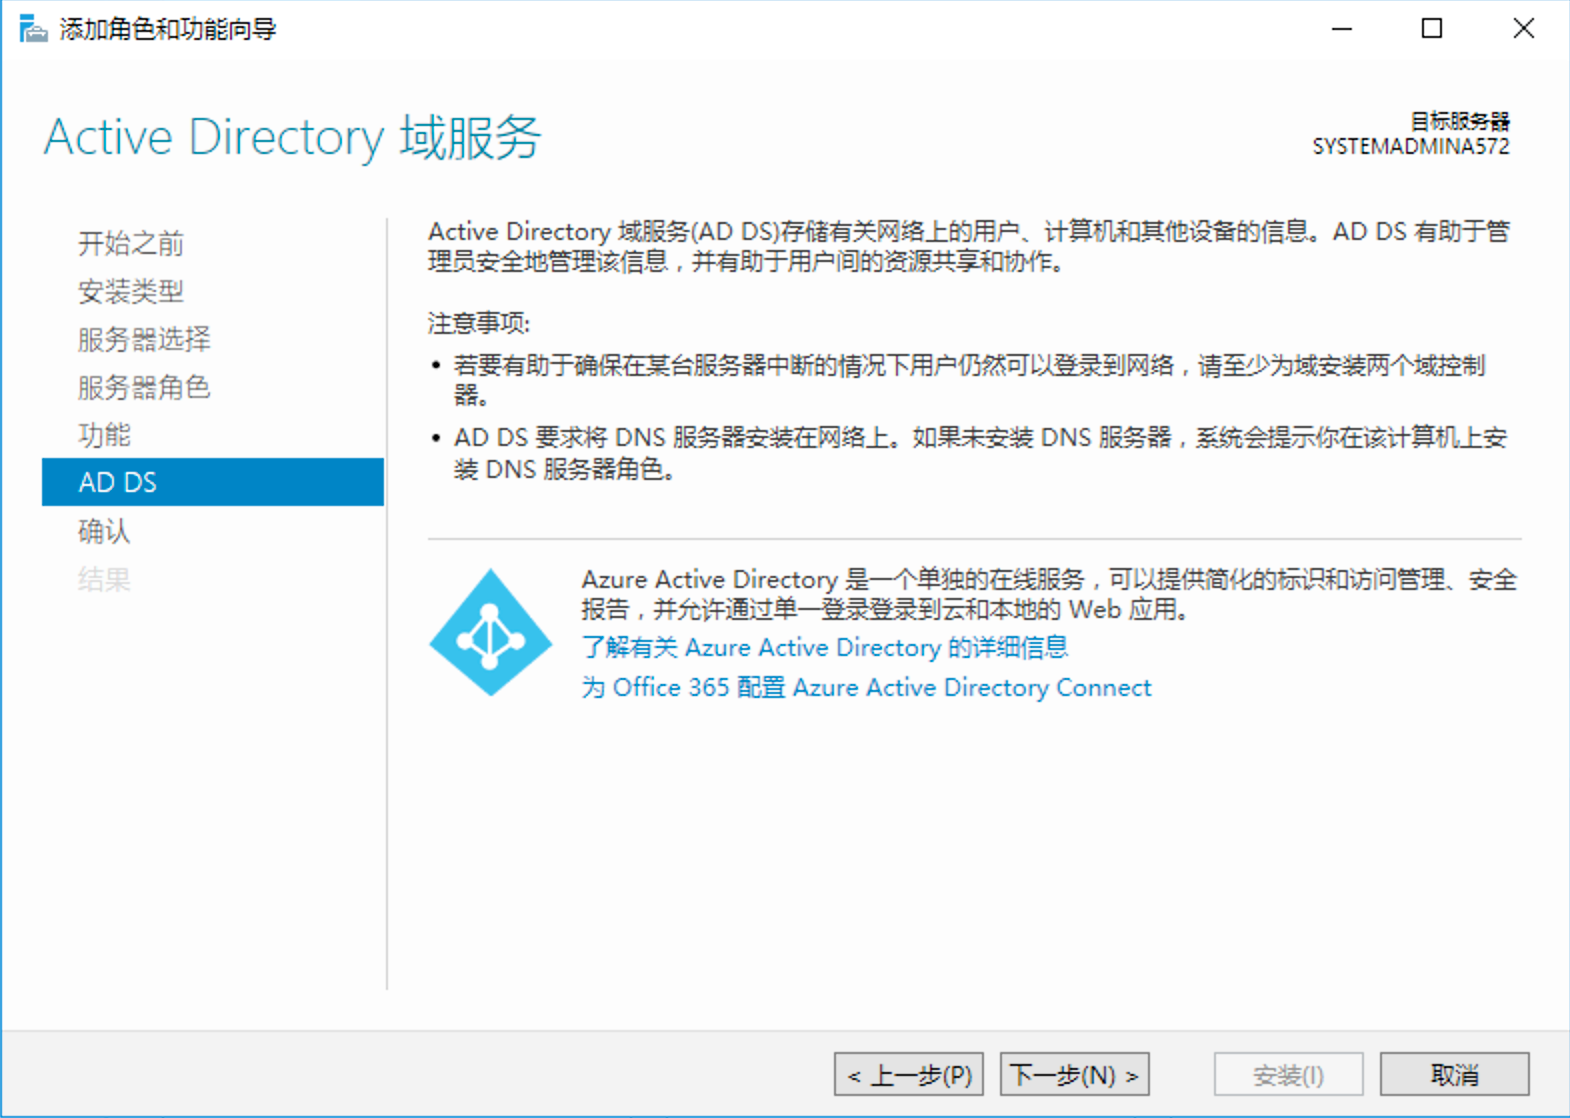 添加角色和功能向导
Active Directory 域服务
目标服务器
SYSTEMADMINA572
开始之前
安装类型
服务器选择
服务器角色
功能
AD DS
确认
结果
Active Directory 域服务(AD DS)存储有关网络上的用户、计算机和其他设备的信息。AD DS 有助于管
理员安全地管理该信息，并有助于用户间的资源共享和协作。
注意事项:
• 若要有助于确保在某台服务器中断的情况下用户仍然可以登录到网络，请至少为域安装两个域控制
器。
• AD DS 要求将 DNS 服务器安装在网络上。如果未安装 DNS 服务器，系统会提示你在该计算机上安
装 DNS 服务器角色。
Azure Active Directory 是一个单独的在线服务，可以提供简化的标识和访问管理、安全
报告，并允许通过单一登录登录到云和本地的 Web 应用。
了解有关 Azure Active Directory 的详细信息
为 Office 365 配置 Azure Active Directory Connect
< 上一步(P)
下一步(N) >
安装(I)
取消